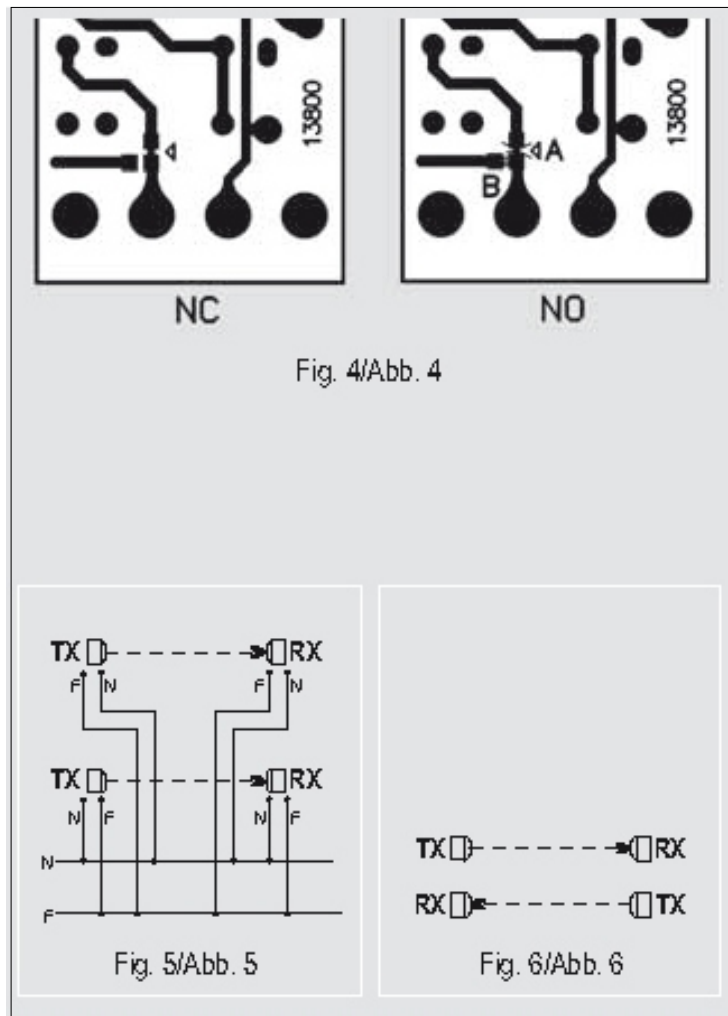 13800
13800
A
B
NC
NO
Fig. 4/Abb. 4
TX RX
F N F N
TX RX
N F N F
N
F
Fig. 5/Abb. 5
TX RX
RX TX
Fig. 6/Abb. 6